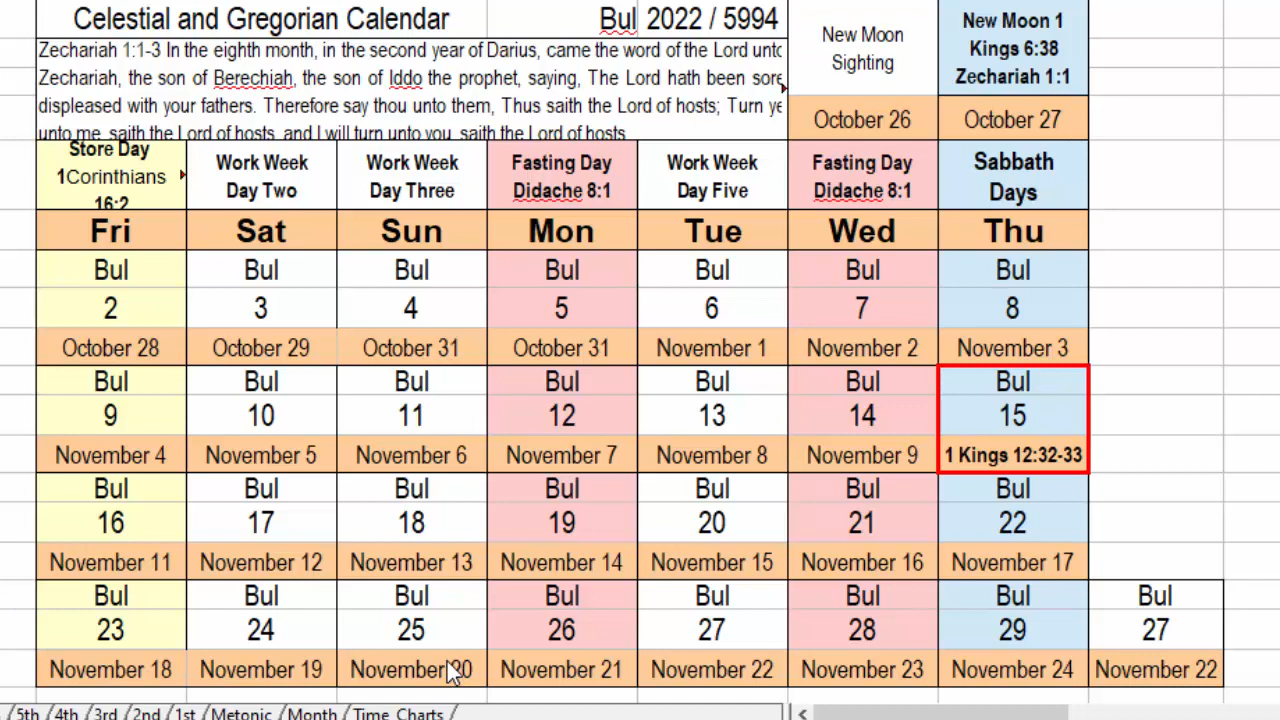 Celestial and Gregorian Calendar Bul 2022 / 5994
Zechariah 1:1-3 In the eighth month, in the second year of Darius, came the word of the Lord unto
Zechariah, the son of Berechiah, the son of Iddo the prophet, saying, The Lord hath been sore
displeased with your fathers. Therefore say thou unto them, Thus saith the Lord of hosts; Turn ye
unto me, saith the Lord of hosts, and I will turn unto you, saith the Lord of hosts
New Moon
Sighting
New Moon 1
Kings 6:38
Zechariah 1:1
October 26 October 27
Store Day
1Corinthians
16:2
Work Week
Day Two
Work Week
Day Three
Fasting Day
Didache 8:1
Work Week
Day Five
Fasting Day
Didache 8:1
Sabbath
Days
Fri Sat Sun Mon Tue Wed Thu
Bul Bul Bul Bul Bul Bul Bul
2 3 4 5 6 7 8
October 28 October 29 October 31 October 31 November 1 November 2 November 3
Bul Bul Bul Bul Bul Bul Bul
9 10 11 12 13 14 15
November 4 November 5 November 6 November 7 November 8 November 9 1 Kings 12:32-33
Bul Bul Bul Bul Bul Bul Bul
16 17 18 19 20 21 22
November 11 November 12 November 13 November 14 November 15 November 16 November 17
Bul Bul Bul Bul Bul Bul Bul Bul
23 24 25 26 27 28 29 27
November 18 November 19 November 20 November 21 November 22 November 23 November 24 November 22
5th 4th 3rd 2nd 1st Metonic Month Time_Charts